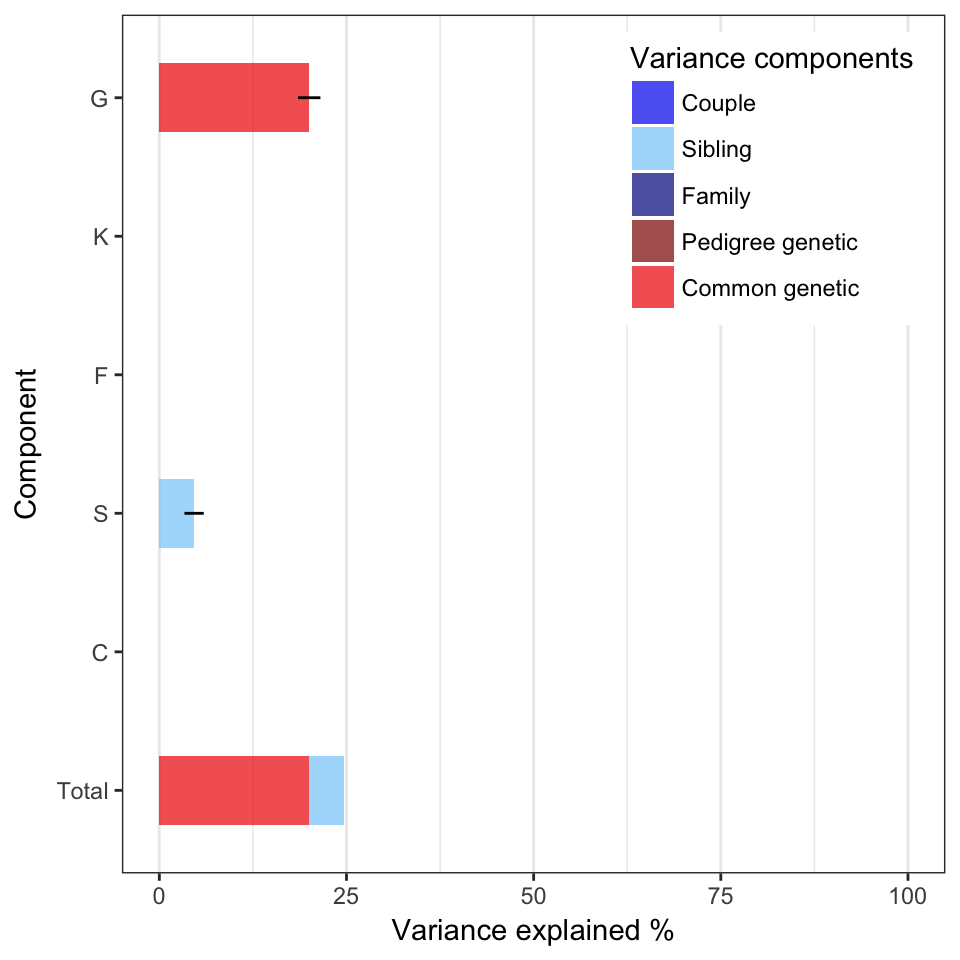 Variance components
Couple
Sibling
Family
Pedigree genetic
Common genetic
G
K
F
S
C
Total
Component
0 25 50 75 100
Variance explained %